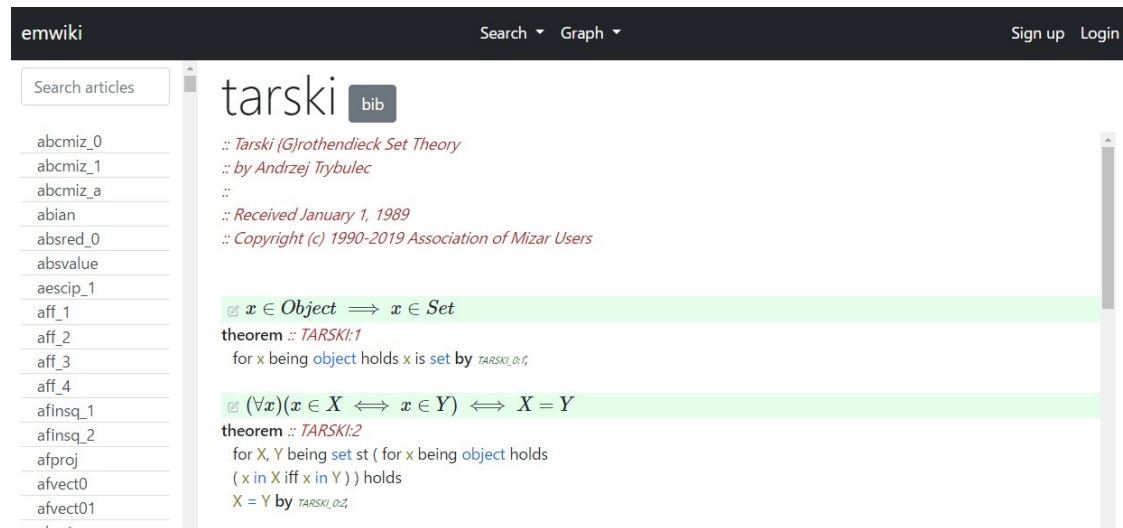 emwiki
Search
Graph
Sign up
Login
Search articles
abcmiz_0
abcmiz_1
abcmiz_a
abian
absred_0
absvalue
aescip_1
aff_1
aff_2
aff_3
aff_4
afinsq_1
afinsq_2
afproj
afvect0
afvect01
tarski
bib
:: Tarski {G}rothendieck Set Theory
:: by Andrzej Trybulec
::
:: Received January 1, 1989
:: Copyright (c) 1990-2019 Association of Mizar Users
x ∈ Object ⟹ x ∈ Set
theorem :: TARSKI:1
for x being object holds x is set by TARSKI_0:1;
(∀x)(x ∈ X ⟺ x ∈ Y) ⟺ X = Y
theorem :: TARSKI:2
for X, Y being set st ( for x being object holds
( x in X iff x in Y ) ) holds
X = Y by TARSKI_0:2;